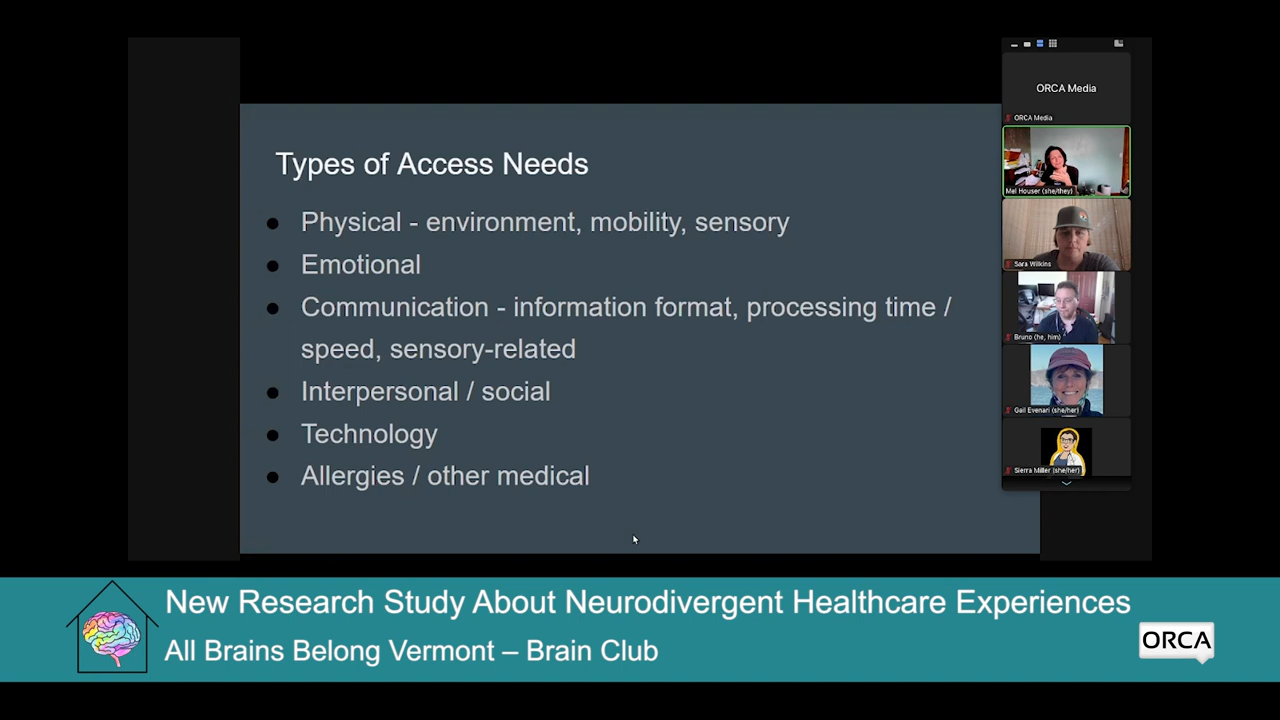 Types of Access Needs
● Physical - environment, mobility, sensory
● Emotional
● Communication - information format, processing time /
speed, sensory-related
● Interpersonal / social
● Technology
● Allergies / other medical
ORCA Media
ORCA Media
Mel Houser (she/they)
Sara Wilkins
Bruno (he, him)
Gail Evenari (she/her)
Sierra Miller (she/her)
New Research Study About Neurodivergent Healthcare Experiences
All Brains Belong Vermont – Brain Club
ORCA